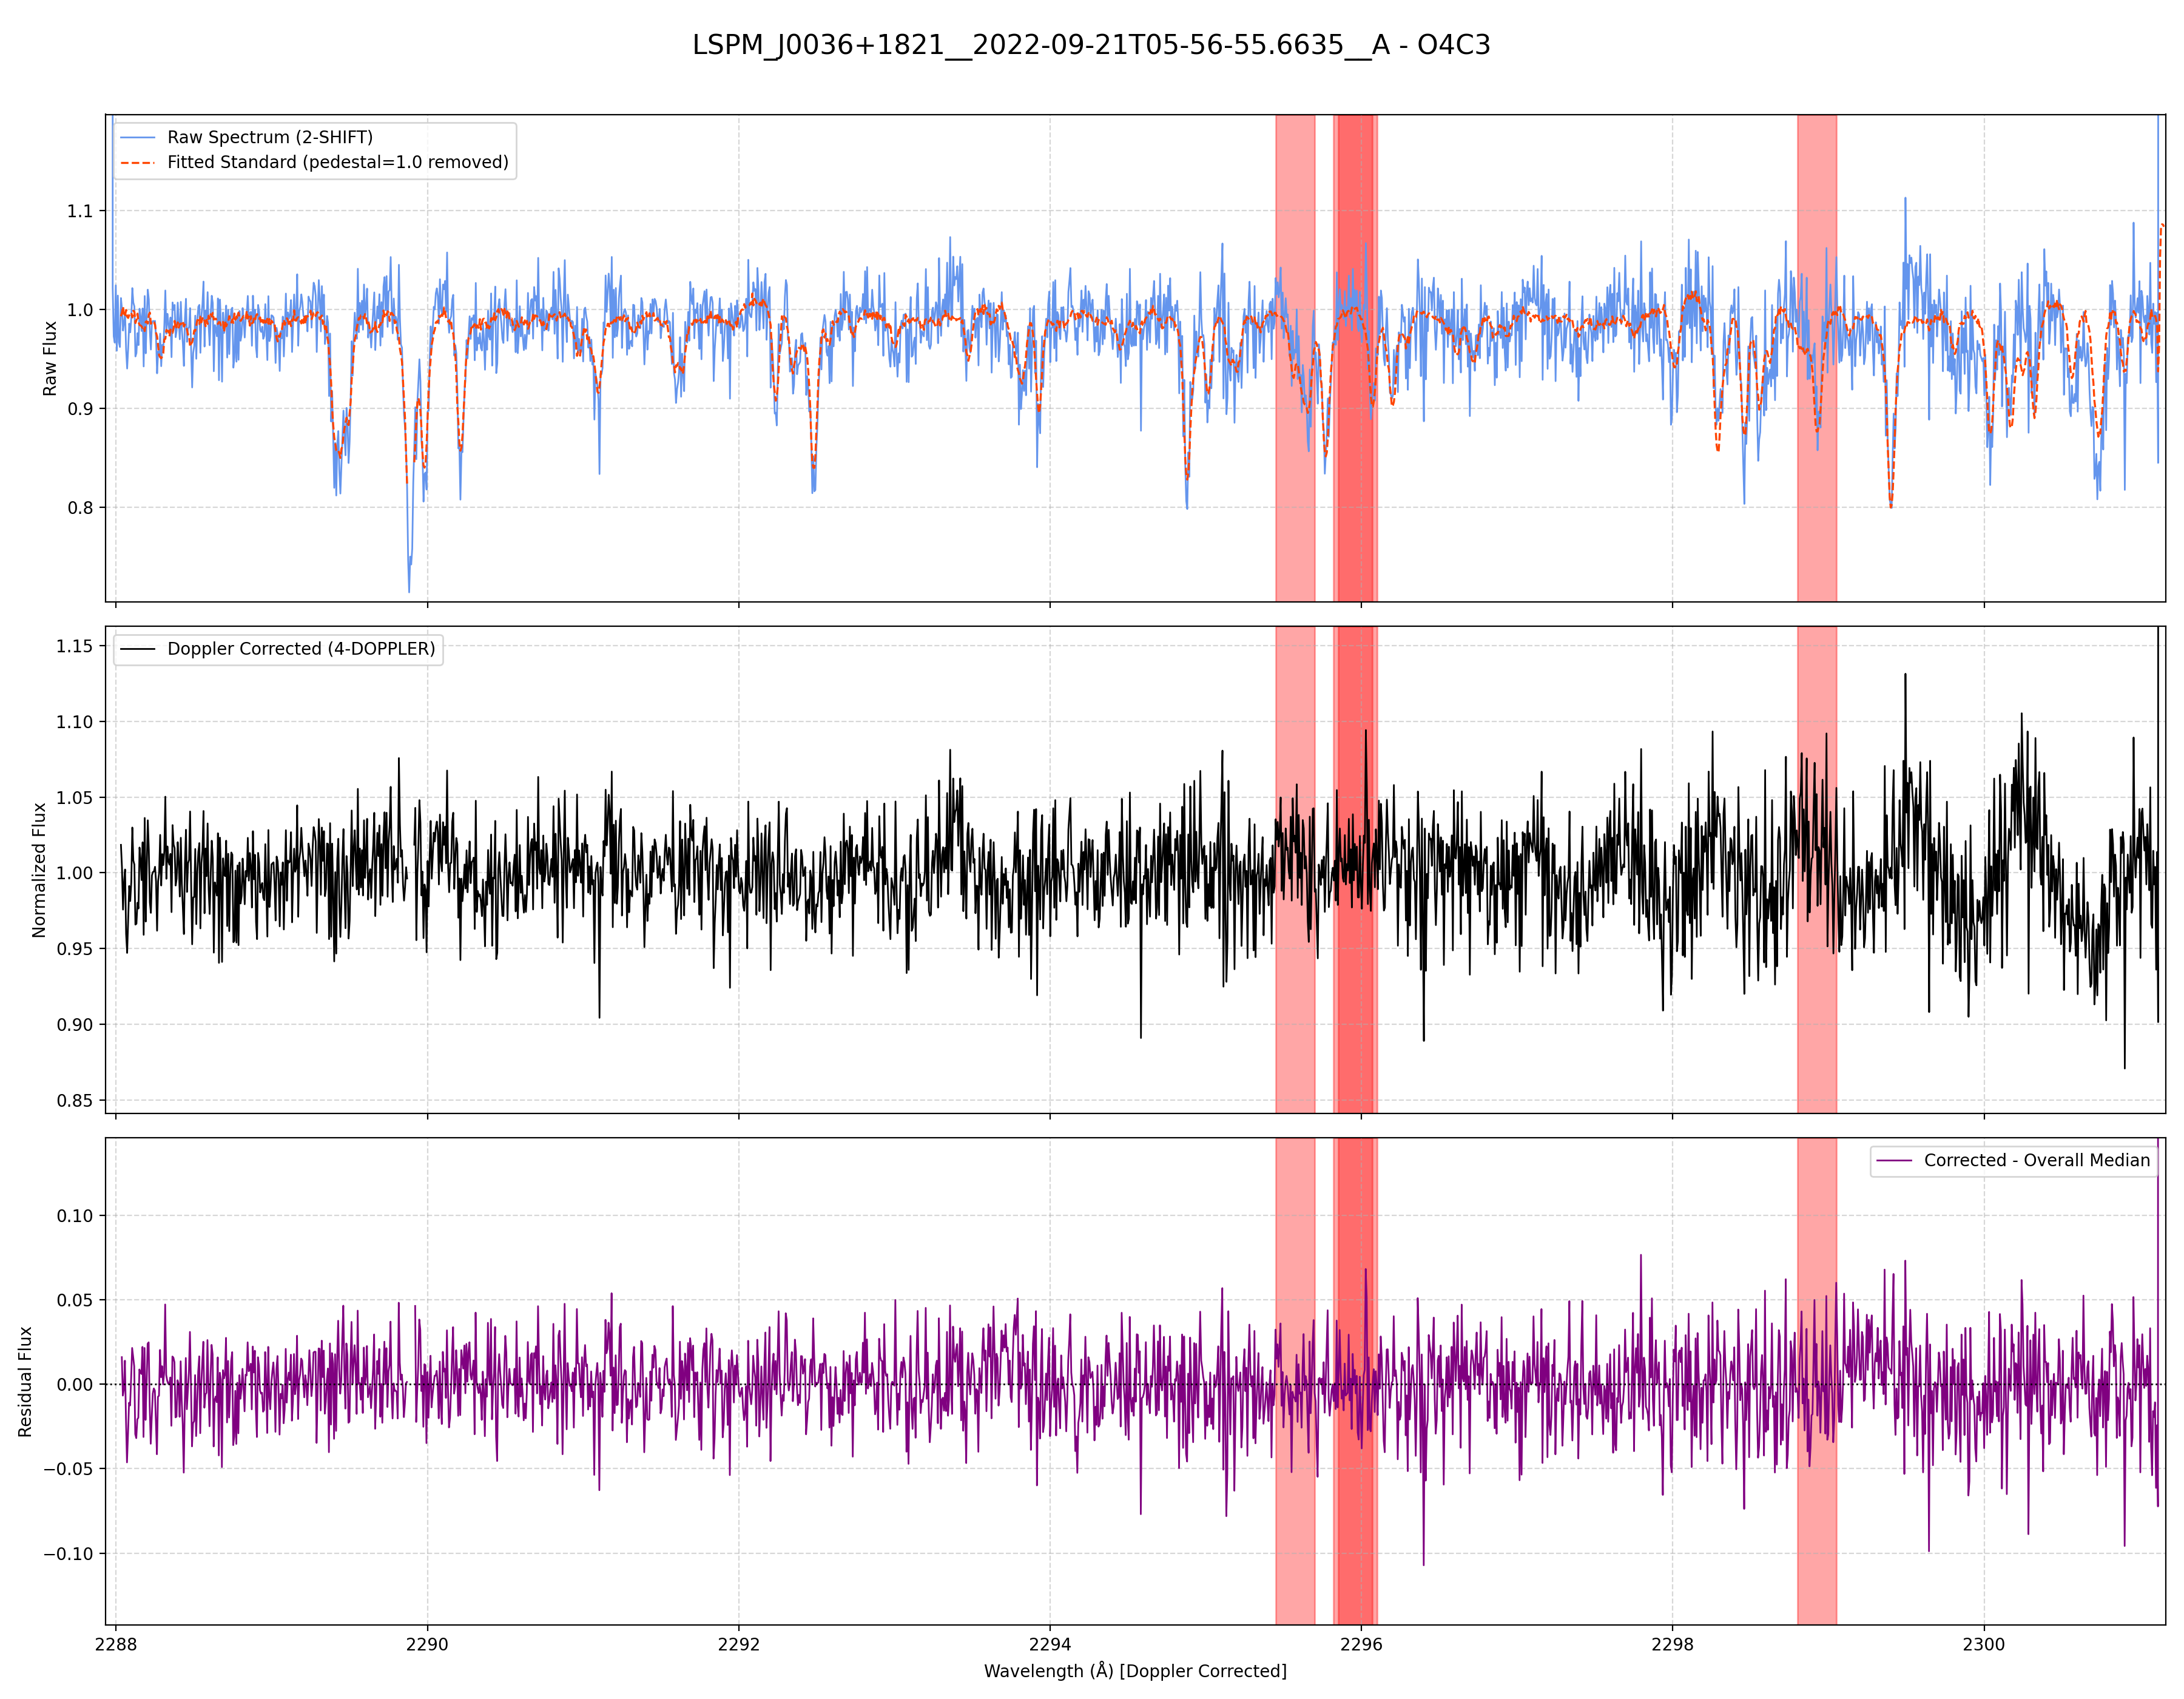 LSPM_J0036+1821__2022-09-21T05-56-55.6635__A - O4C3
Raw Spectrum (2-SHIFT)
Fitted Standard (pedestal=1.0 removed)
Raw Flux
1.1
1.0
0.9
0.8
Doppler Corrected (4-DOPPLER)
Normalized Flux
1.15
1.10
1.05
1.00
0.95
0.90
0.85
Corrected - Overall Median
Residual Flux
0.10
0.05
0.00
−0.05
−0.10
2288 2290 2292 2294 2296 2298 2300
Wavelength (Å) [Doppler Corrected]